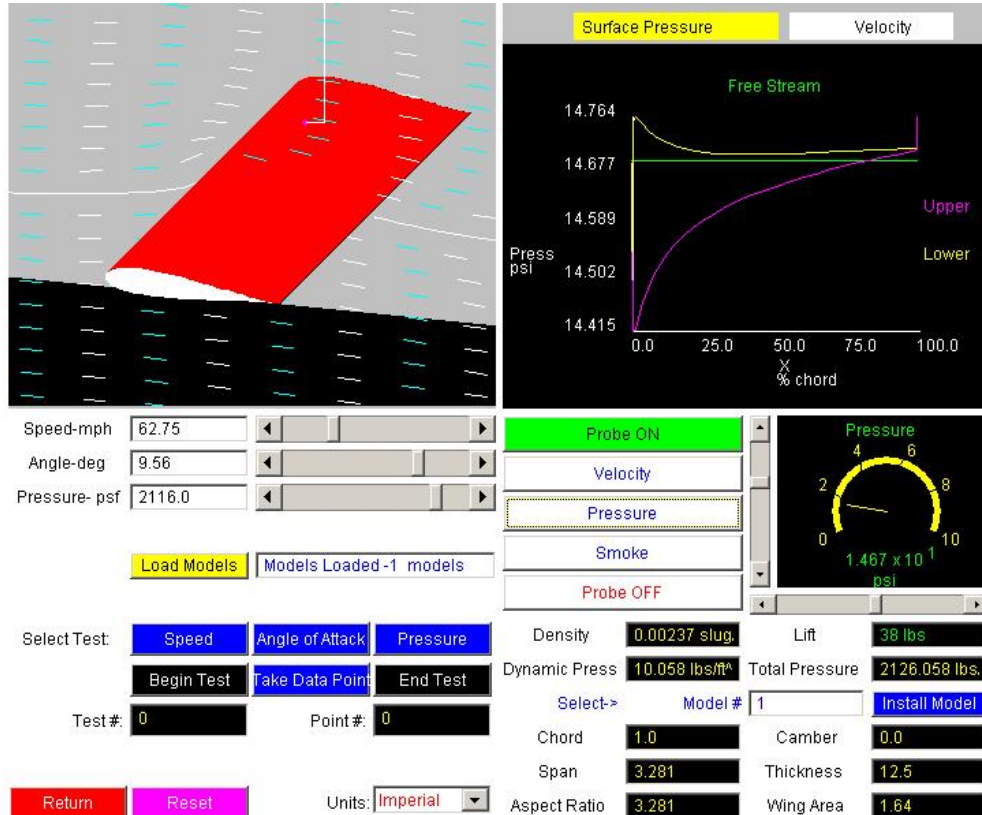 Surface Pressure Velocity
Free Stream
14.764
14.677
14.589
14.502
14.415
Press
psi
Upper
Lower
0.0 25.0 50.0 75.0 100.0
X
% chord
Speed-mph 62.75
Angle-deg 9.56
Pressure- psf 2116.0
Load Models Models Loaded -1 models
Select Test: Speed Angle of Attack Pressure
Begin Test Take Data Point End Test
Test #: 0 Point #: 0
Return Reset Units: Imperial
Probe ON
Velocity
Pressure
Smoke
Probe OFF
Pressure
4 6
2 8
0 10
1.467 x 10 1
psi
Density 0.00237 slug. Lift 38 lbs
Dynamic Press 10.058 lbs/ft^ Total Pressure 2126.058 lbs.
Select-> Model # 1 Install Model
Chord 1.0 Camber 0.0
Span 3.281 Thickness 12.5
Aspect Ratio 3.281 Wing Area 1.64